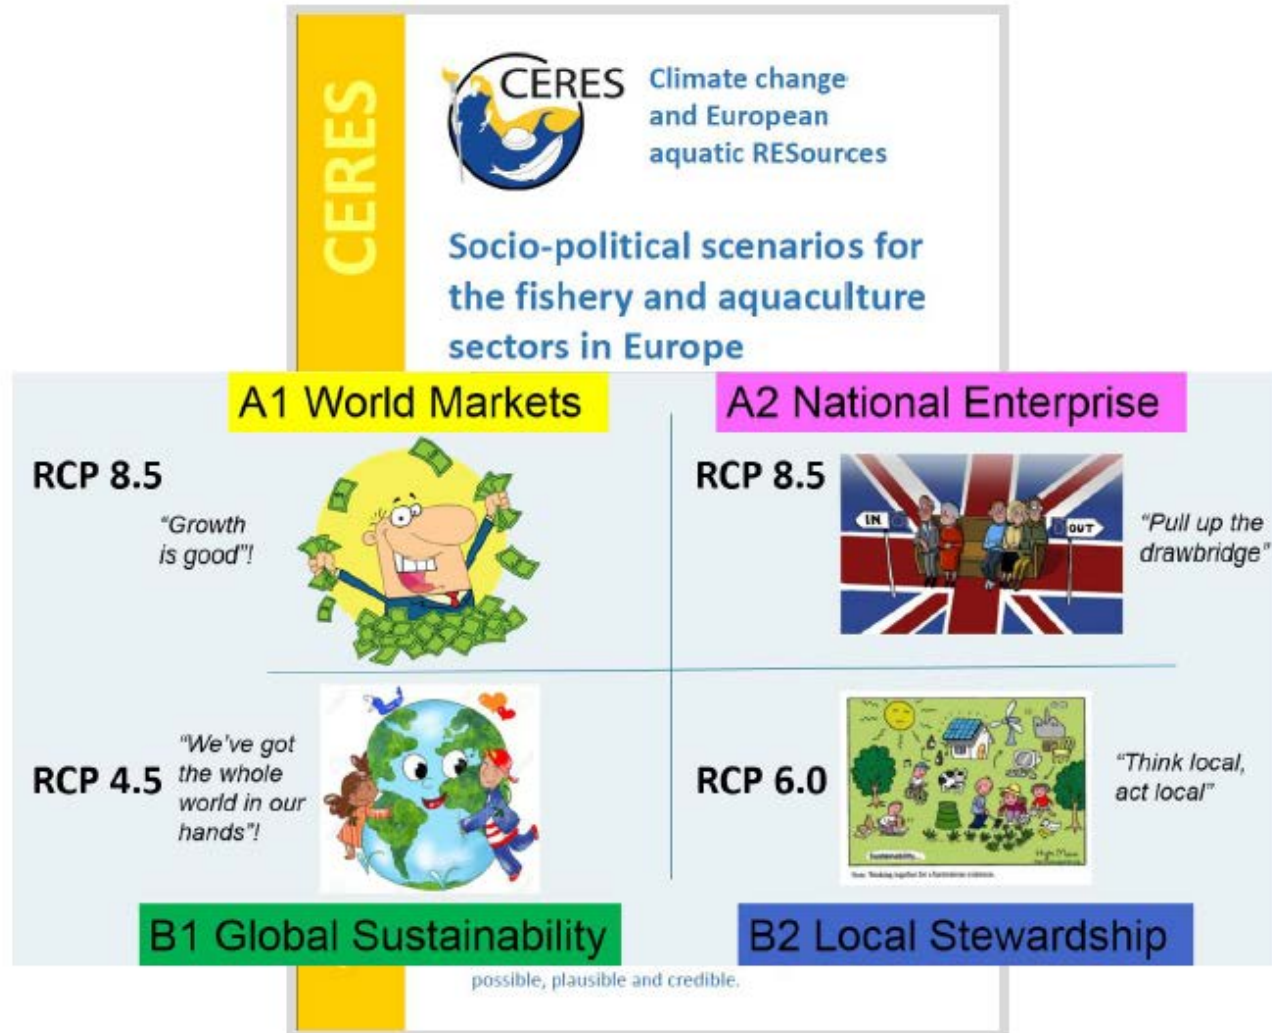 CERES
CERES
Climate change
and European
aquatic RESources
Socio-political scenarios for
the fishery and aquaculture
sectors in Europe
A1 World Markets
RCP 8.5
"Growth
is good"!
A2 National Enterprise
RCP 8.5
IN
OUT
"Pull up the
drawbridge"
RCP 4.5
"We've got
the whole
world in our
hands"!
B1 Global Sustainability
RCP 6.0
Sustainability...
"Think local,
act local"
B2 Local Stewardship
possible, plausible and credible.